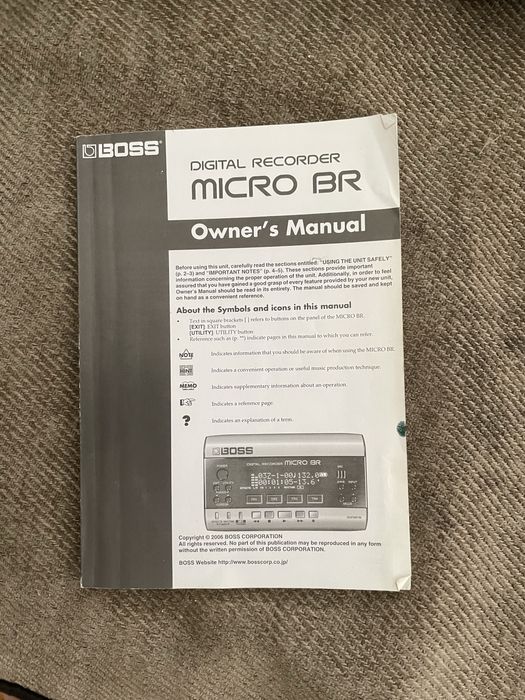 BOSS
DIGITAL RECORDER
MICRO BR
Owner's Manual
Before using this unit, carefully read the sections entitled: "USING THE UNIT SAFELY"
(p. 2–3) and "IMPORTANT NOTES" (p. 4–5). These sections provide important
information concerning the proper operation of the unit. Additionally, in order to feel
assured that you have gained a good grasp of every feature provided by your new unit,
Owner's Manual should be read in its entirety. The manual should be saved and kept
on hand as a convenient reference.
About the Symbols and icons in this manual
• Text in square brackets [ ] refers to buttons on the panel of the MICRO BR.
[EXIT]: EXIT button
[UTILITY]: UTILITY button
• Reference such as (p. **) indicate pages in this manual to which you can refer.
NOTE Indicates information that you should be aware of when using the MICRO BR.
HINT Indicates a convenient operation or useful music production technique.
MEMO Indicates supplementary information about an operation.
Indicates a reference page.
? Indicates an explanation of a term.
BOSS
DIGITAL RECORDER MICRO BR
Copyright © 2006 BOSS CORPORATION
All rights reserved. No part of this publication may be reproduced in any form
without the written permission of BOSS CORPORATION.
BOSS Website http://www.bosscorp.co.jp/